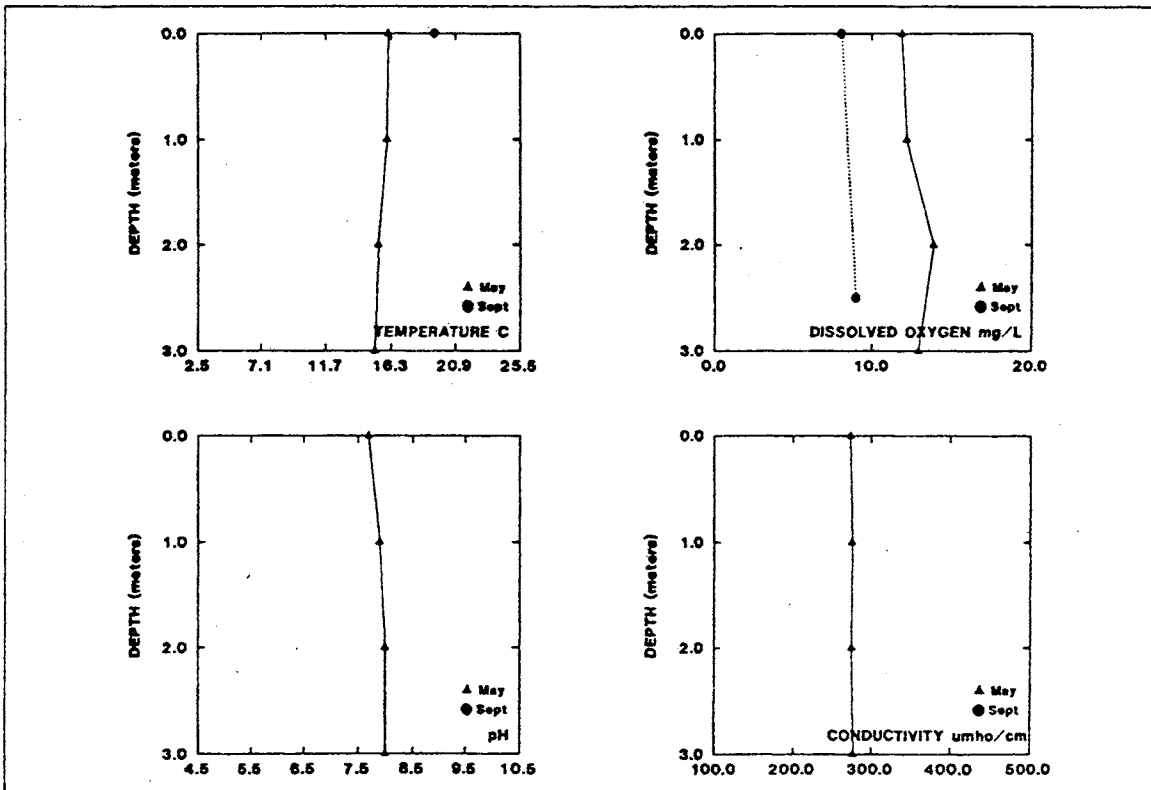 0.0
1.0
2.0
3.0
DEPTH (meters)
▲ May
● Sept
TEMPERATURE C
2.5 7.1 11.7 16.3 20.9 25.5
0.0
1.0
2.0
3.0
DEPTH (meters)
▲ May
● Sept
DISSOLVED OXYGEN mg/L
0.0 10.0 20.0
0.0
1.0
2.0
3.0
DEPTH (meters)
▲ May
● Sept
pH
4.5 5.5 6.5 7.5 8.5 9.5 10.5
0.0
1.0
2.0
3.0
DEPTH (meters)
▲ May
● Sept
CONDUCTIVITY umho/cm
100.0 200.0 300.0 400.0 500.0